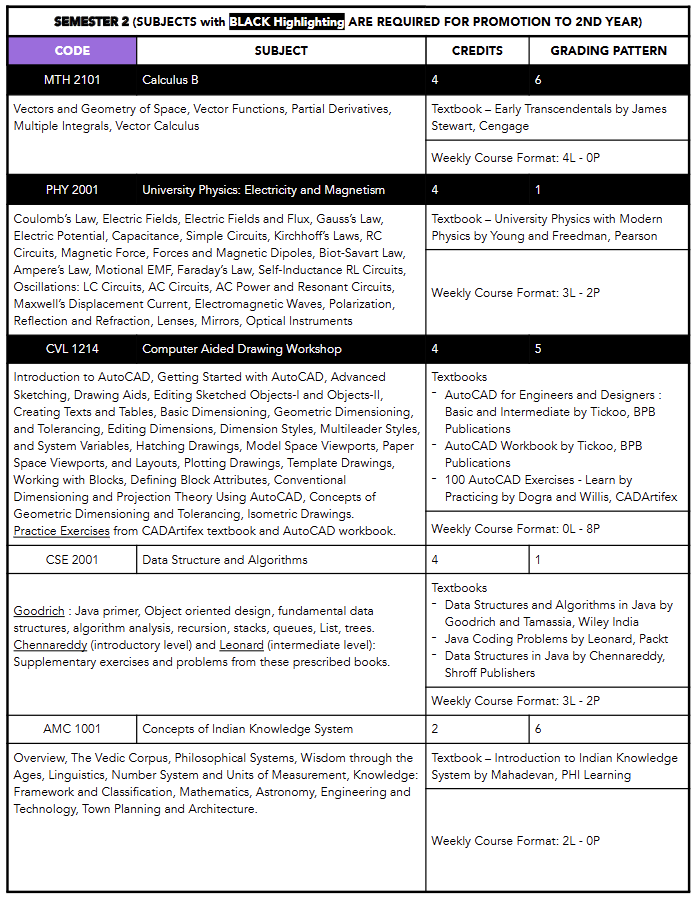 SEMESTER 2 (SUBJECTS with BLACK Highlighting ARE REQUIRED FOR PROMOTION TO 2ND YEAR)
CODE SUBJECT CREDITS GRADING PATTERN
MTH 2101 Calculus B 4 6
Vectors and Geometry of Space, Vector Functions, Partial Derivatives,
Multiple Integrals, Vector Calculus
Textbook – Early Transcendentals by James
Stewart, Cengage
Weekly Course Format: 4L - 0P
PHY 2001 University Physics: Electricity and Magnetism 4 1
Coulomb's Law, Electric Fields, Electric Fields and Flux, Gauss's Law,
Electric Potential, Capacitance, Simple Circuits, Kirchhoff's Laws, RC
Circuits, Magnetic Force, Forces and Magnetic Dipoles, Biot-Savart Law,
Ampere's Law, Motional EMF, Faraday's Law, Self-Inductance RL Circuits,
Oscillations: LC Circuits, AC Circuits, AC Power and Resonant Circuits,
Maxwell's Displacement Current, Electromagnetic Waves, Polarization,
Reflection and Refraction, Lenses, Mirrors, Optical Instruments
Textbook – University Physics with Modern
Physics by Young and Freedman, Pearson
Weekly Course Format: 3L - 2P
CVL 1214 Computer Aided Drawing Workshop 4 5
Introduction to AutoCAD, Getting Started with AutoCAD, Advanced
Sketching, Drawing Aids, Editing Sketched Objects-I and Objects-II,
Creating Texts and Tables, Basic Dimensioning, Geometric Dimensioning,
and Tolerancing, Editing Dimensions, Dimension Styles, Multileader Styles,
and System Variables, Hatching Drawings, Model Space Viewports, Paper
Space Viewports, and Layouts, Plotting Drawings, Template Drawings,
Working with Blocks, Defining Block Attributes, Conventional
Dimensioning and Projection Theory Using AutoCAD, Concepts of
Geometric Dimensioning and Tolerancing, Isometric Drawings.
Practice Exercises from CADArtifex textbook and AutoCAD workbook.
Textbooks
- AutoCAD for Engineers and Designers :
Basic and Intermediate by Tickoo, BPB
Publications
- AutoCAD Workbook by Tickoo, BPB
Publications
- 100 AutoCAD Exercises - Learn by
Practicing by Dogra and Willis, CADArtifex
Weekly Course Format: 0L - 8P
CSE 2001 Data Structure and Algorithms 4 1
Goodrich : Java primer, Object oriented design, fundamental data
structures, algorithm analysis, recursion, stacks, queues, List, trees.
Chennareddy (introductory level) and Leonard (intermediate level):
Supplementary exercises and problems from these prescribed books.
Textbooks
- Data Structures and Algorithms in Java by
Goodrich and Tamassia, Wiley India
- Java Coding Problems by Leonard, Packt
- Data Structures in Java by Chennareddy,
Shroff Publishers
Weekly Course Format: 3L - 2P
AMC 1001 Concepts of Indian Knowledge System 2 6
Overview, The Vedic Corpus, Philosophical Systems, Wisdom through the
Ages, Linguistics, Number System and Units of Measurement, Knowledge:
Framework and Classification, Mathematics, Astronomy, Engineering and
Technology, Town Planning and Architecture.
Textbook – Introduction to Indian Knowledge
System by Mahadevan, PHI Learning
Weekly Course Format: 2L - 0P